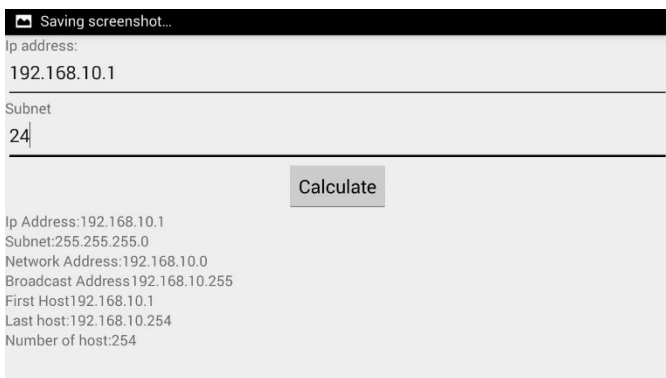 Saving screenshot...
Ip address:
192.168.10.1
Subnet
24
Calculate
Ip Address:192.168.10.1
Subnet:255.255.255.0
Network Address:192.168.10.0
Broadcast Address192.168.10.255
First Host192.168.10.1
Last host:192.168.10.254
Number of host:254